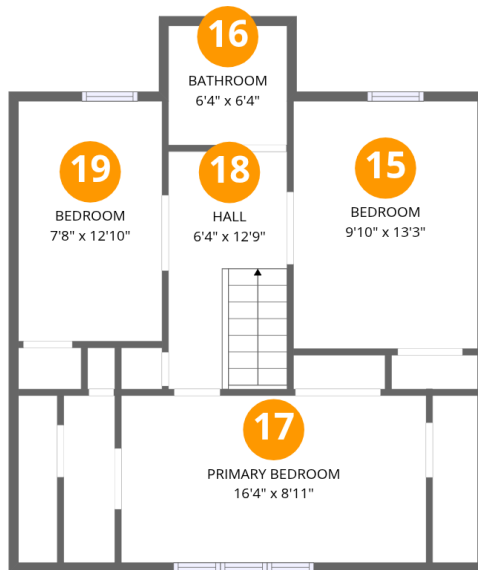 16
BATHROOM
6'4" x 6'4"
19
BEDROOM
7'8" x 12'10"
18
HALL
6'4" x 12'9"
15
BEDROOM
9'10" x 13'3"
17
PRIMARY BEDROOM
16'4" x 8'11"